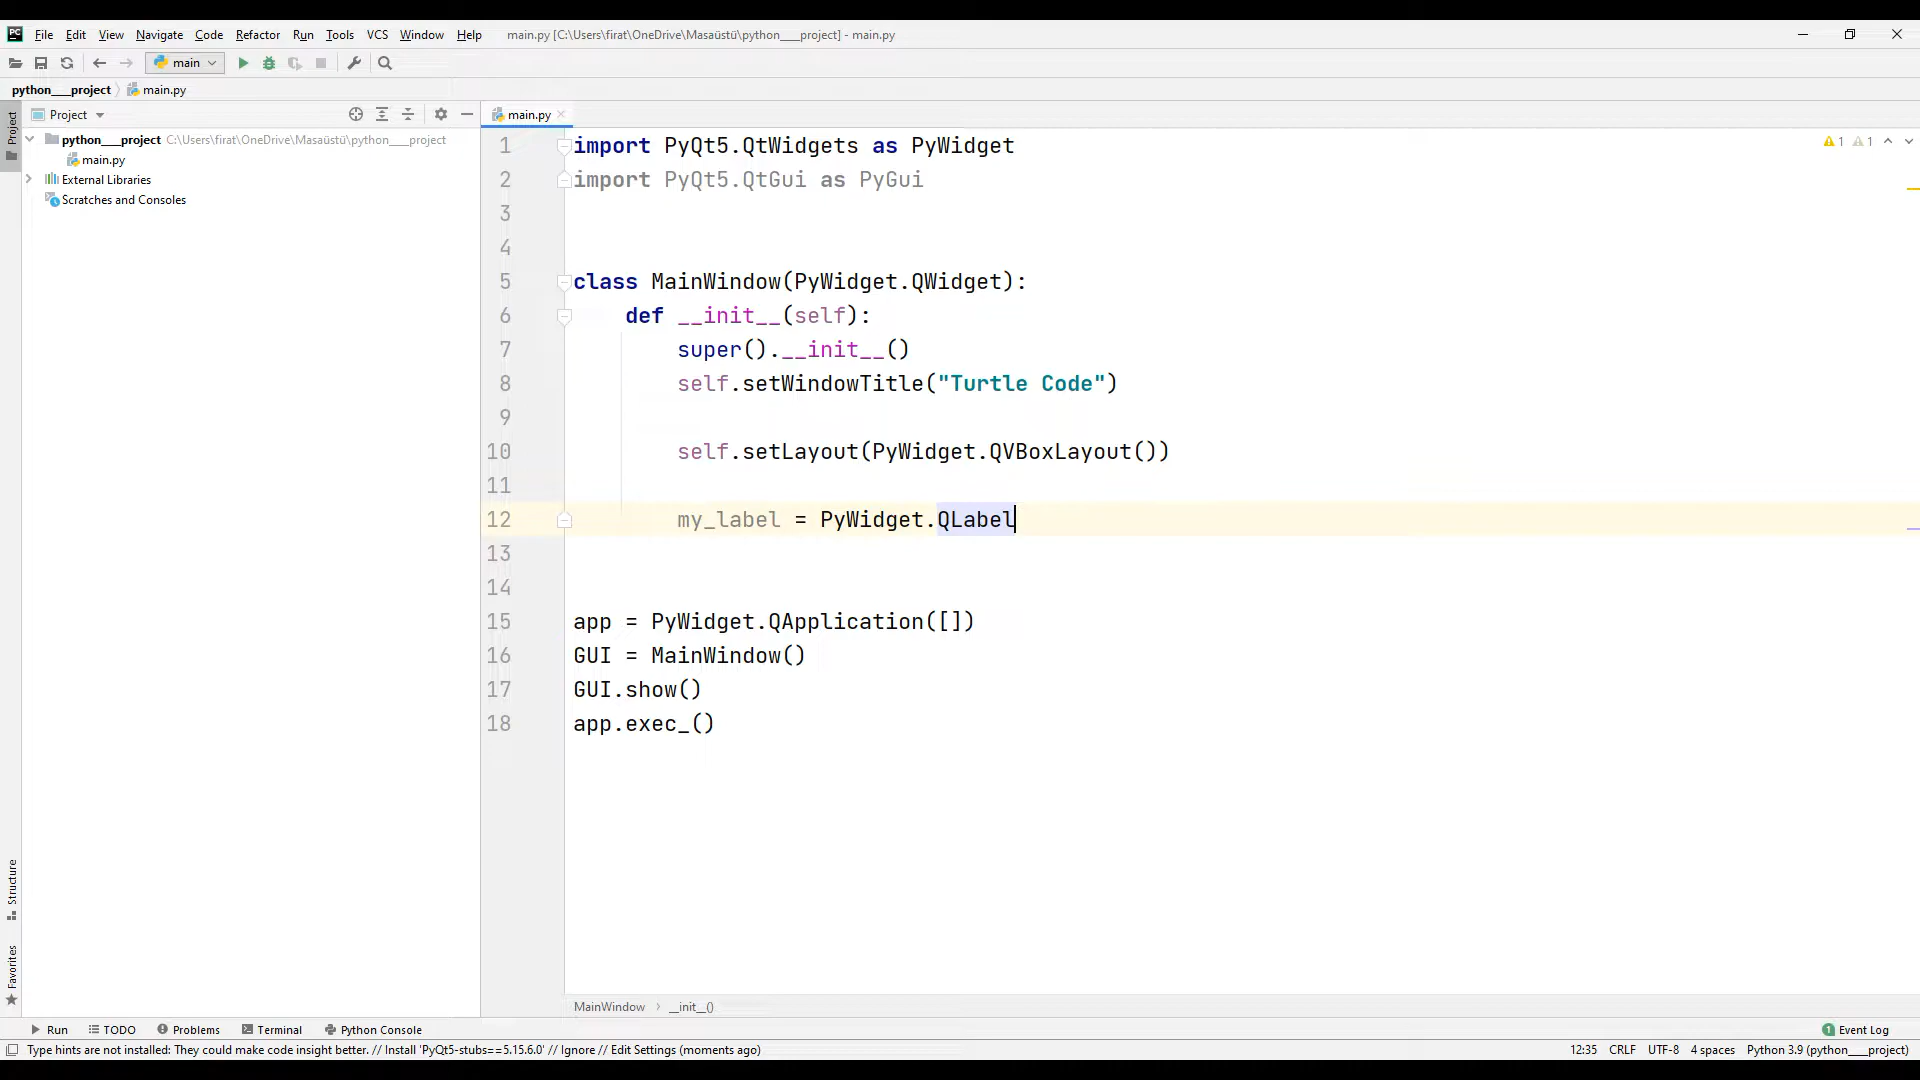 PC File Edit View Navigate Code Refactor Run Tools VCS Window Help main.py [C:\Users\firat\OneDrive\Masaüstü\python___project] - main.py
main
python___project main.py
Project
Project
python___project C:\Users\firat\OneDrive\Masaüstü\python___project
main.py
External Libraries
Scratches and Consoles
Structure
Favorites
main.py
1 1
1 import PyQt5.QtWidgets as PyWidget
2 import PyQt5.QtGui as PyGui
3
4
5 class MainWindow(PyWidget.QWidget):
6 def __init__(self):
7 super().__init__()
8 self.setWindowTitle("Turtle Code")
9
10 self.setLayout(PyWidget.QVBoxLayout())
11
12 my_label = PyWidget.QLabel
13
14
15 app = PyWidget.QApplication([])
16 GUI = MainWindow()
17 GUI.show()
18 app.exec_()
MainWindow __init__()
Run TODO Problems Terminal Python Console 1 Event Log
Type hints are not installed: They could make code insight better. // Install 'PyQt5-stubs==5.15.6.0' // Ignore // Edit Settings (moments ago) 12:35 CRLF UTF-8 4 spaces Python 3.9 (python___project)